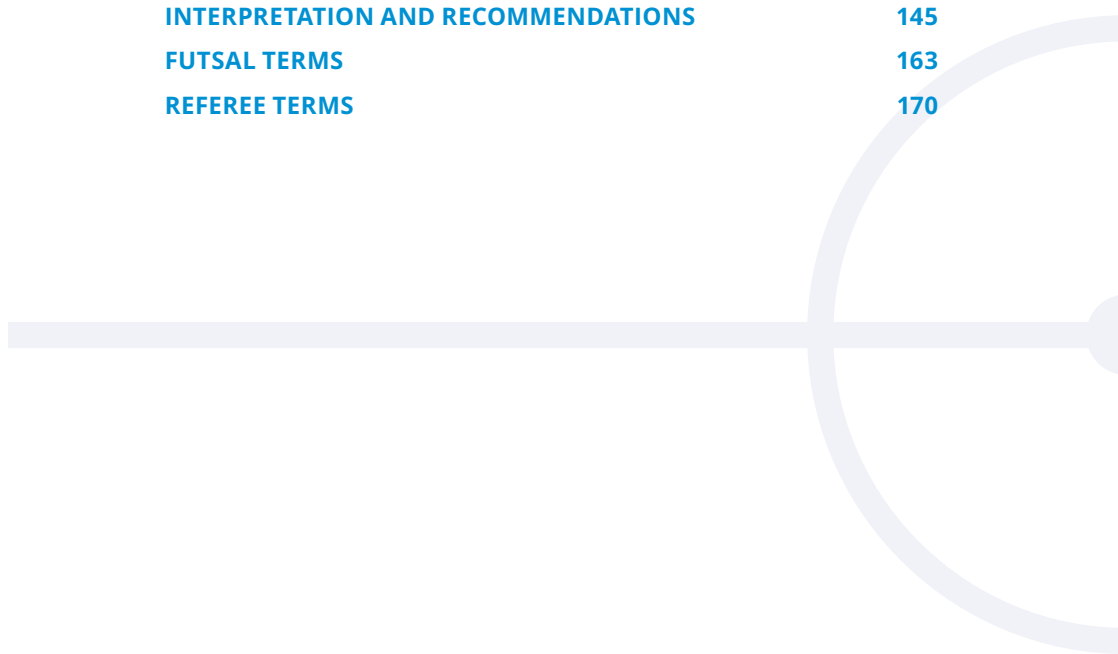 INTERPRETATION AND RECOMMENDATIONS 145
FUTSAL TERMS 163
REFEREE TERMS 170